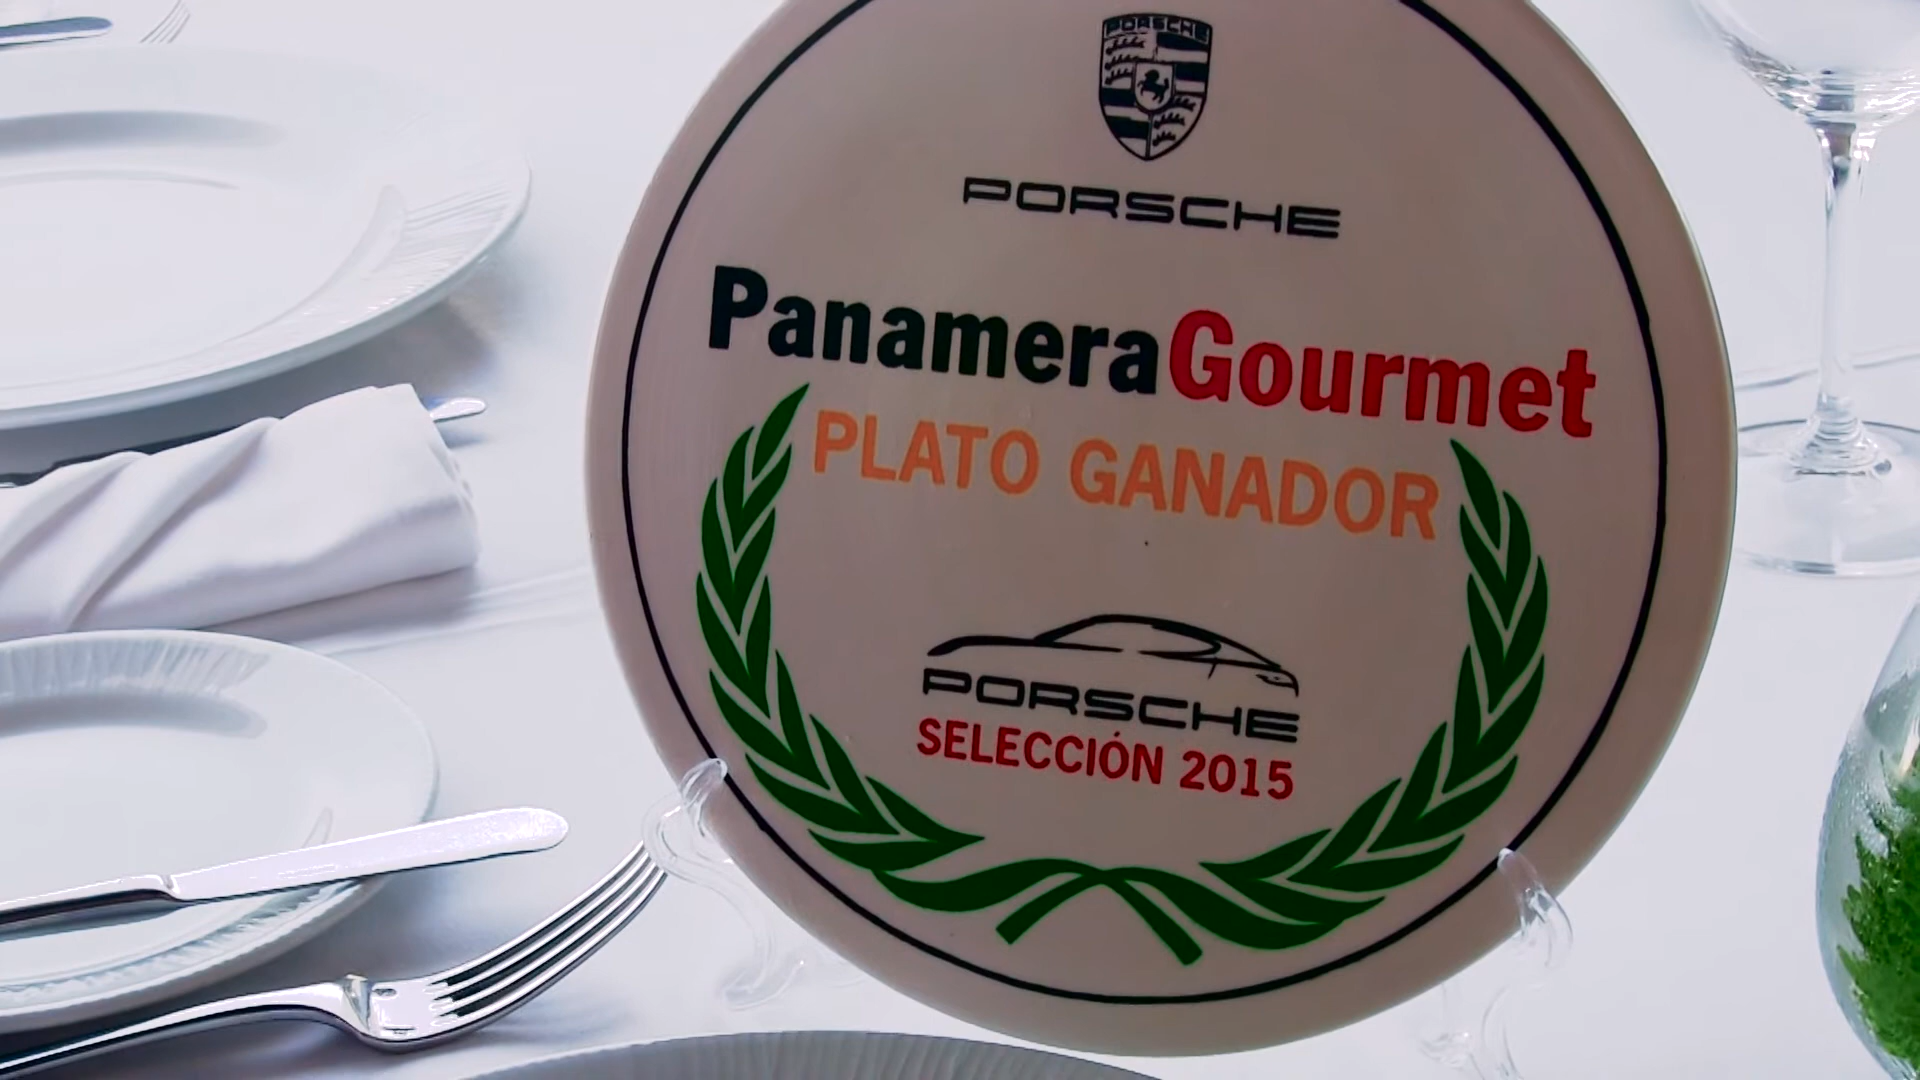 PORSCHE
PORSCHE
PanameraGourmet
PLATO GANADOR
PORSCHE
SELECCIÓN 2015